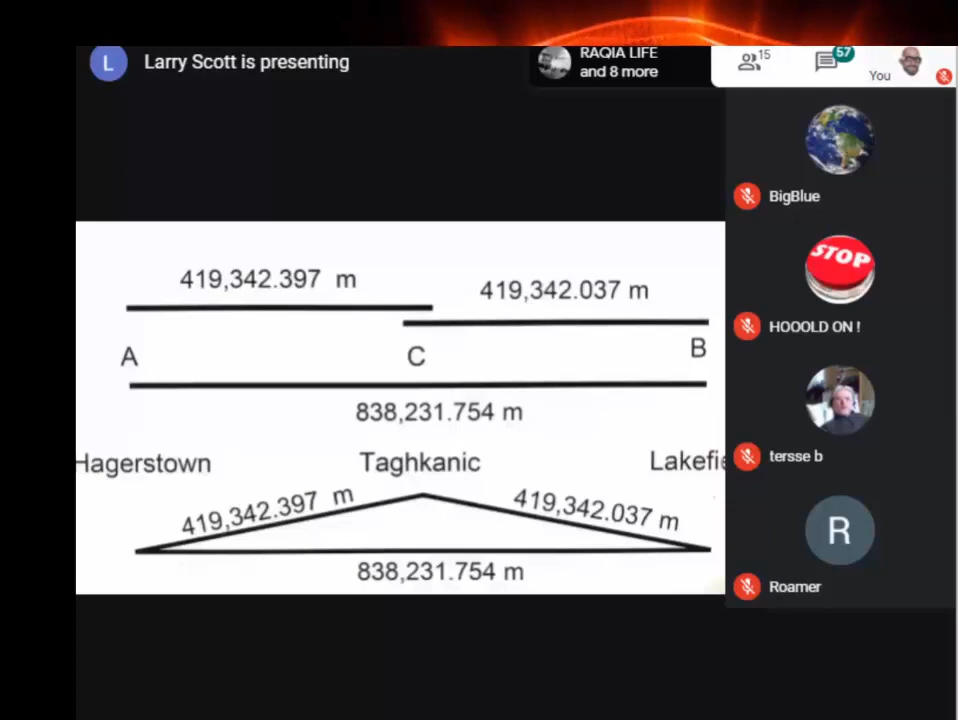 L
Larry Scott is presenting
RAQIA LIFE
and 8 more
15
57
You
BigBlue
STOP
HOOOLD ON !
tersse b
R
Roamer
419,342.397 m
419,342.037 m
A
C
B
838,231.754 m
Hagerstown
Taghkanic
Lakefie
419,342.397 m
419,342.037 m
838,231.754 m